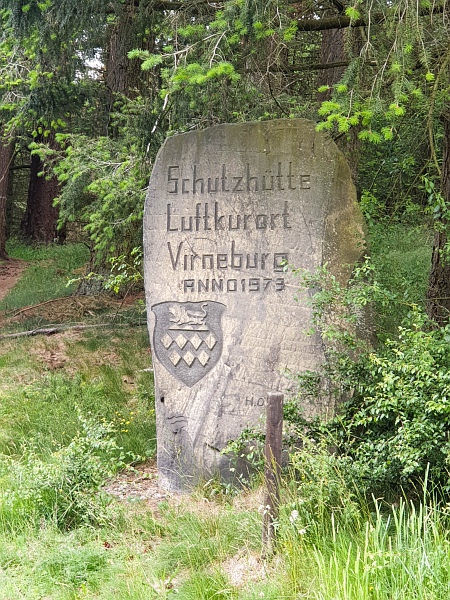 Schutzhütte
Luftkurort
Virneburg
ANNO 1973
H.O